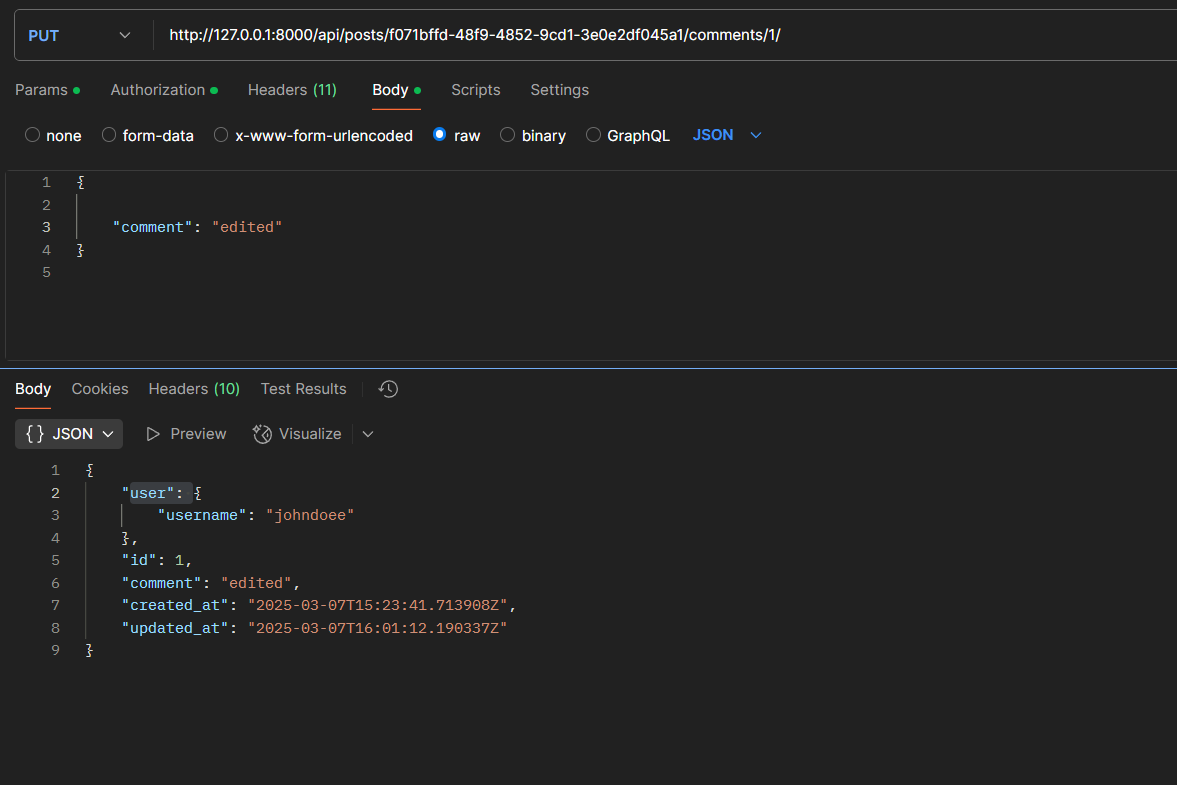 PUT http://127.0.0.1:8000/api/posts/f071bffd-48f9-4852-9cd1-3e0e2df045a1/comments/1/
Params Authorization Headers (11) Body Scripts Settings
none form-data x-www-form-urlencoded raw binary GraphQL JSON
1 {
2
3 "comment": "edited"
4 }
5
Body Cookies Headers (10) Test Results
{} JSON Preview Visualize
1 {
2 "user": {
3 "username": "johndoee"
4 },
5 "id": 1,
6 "comment": "edited",
7 "created_at": "2025-03-07T15:23:41.713908Z",
8 "updated_at": "2025-03-07T16:01:12.190337Z"
9 }